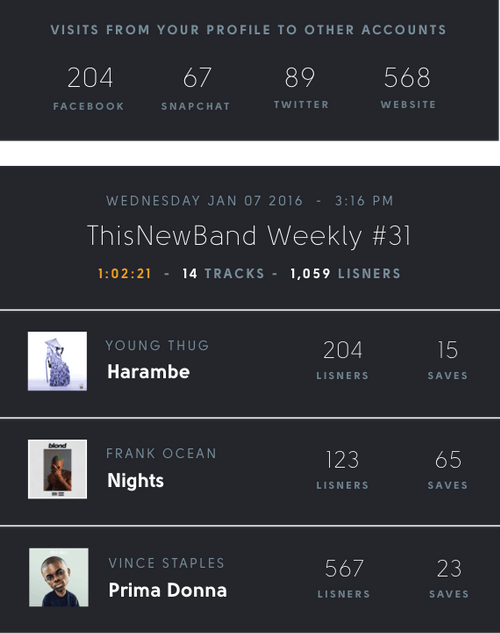 VISITS FROM YOUR PROFILE TO OTHER ACCOUNTS
204 67 89 568
FACEBOOK SNAPCHAT TWITTER WEBSITE
WEDNESDAY JAN 07 2016 - 3:16 PM
ThisNewBand Weekly #31
1:02:21 - 14 TRACKS - 1,059 LISNERS
YOUNG THUG
Harambe
204 15
LISNERS SAVES
blond
FRANK OCEAN
Nights
123 65
LISNERS SAVES
VINCE STAPLES
Prima Donna
567 23
LISNERS SAVES